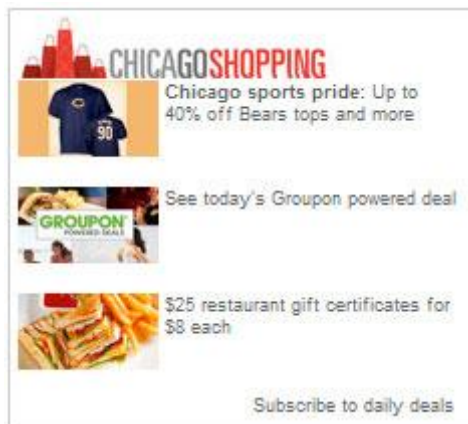 CHICAGOSHOPPING
Chicago sports pride: Up to
40% off Bears tops and more
90
See today's Groupon powered deal
GROUPON
POWERED DEALS
$25 restaurant gift certificates for
$8 each
Subscribe to daily deals